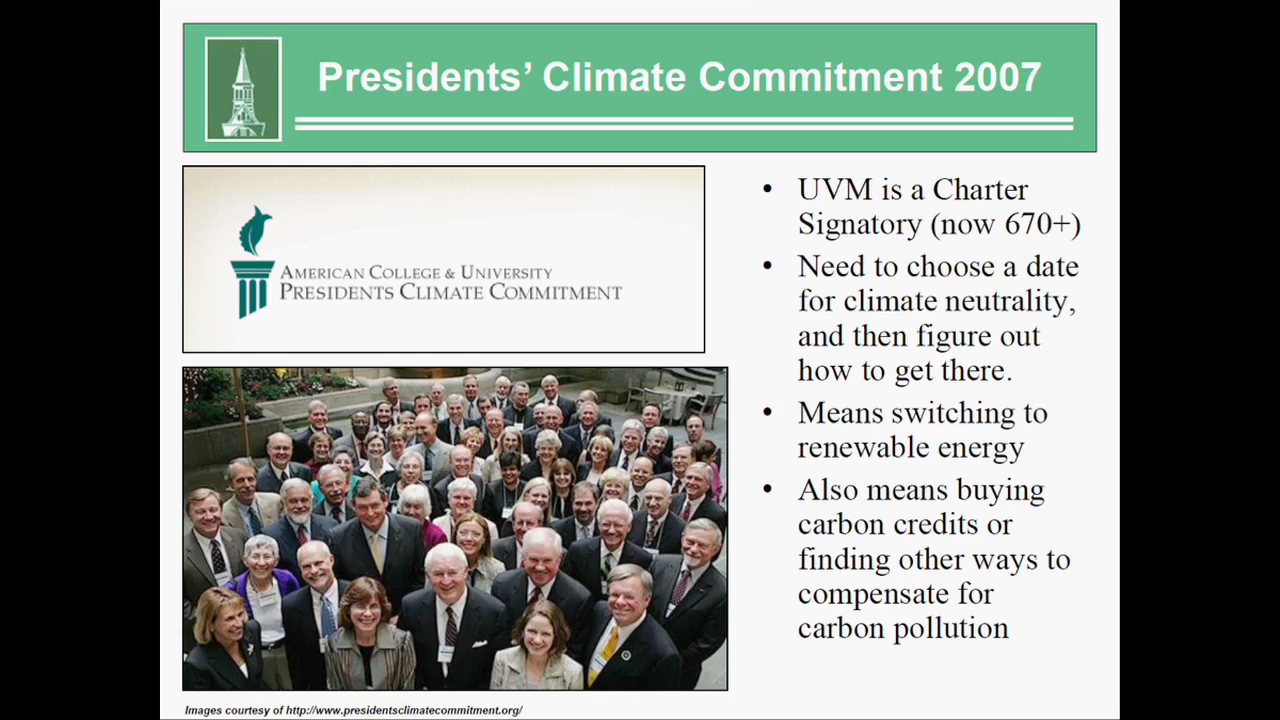 Presidents’ Climate Commitment 2007
AMERICAN COLLEGE & UNIVERSITY
PRESIDENTS CLIMATE COMMITMENT
• UVM is a Charter
Signatory (now 670+)
• Need to choose a date
for climate neutrality,
and then figure out
how to get there.
• Means switching to
renewable energy
• Also means buying
carbon credits or
finding other ways to
compensate for
carbon pollution
Images courtesy of http://www.presidentsclimatecommitment.org/